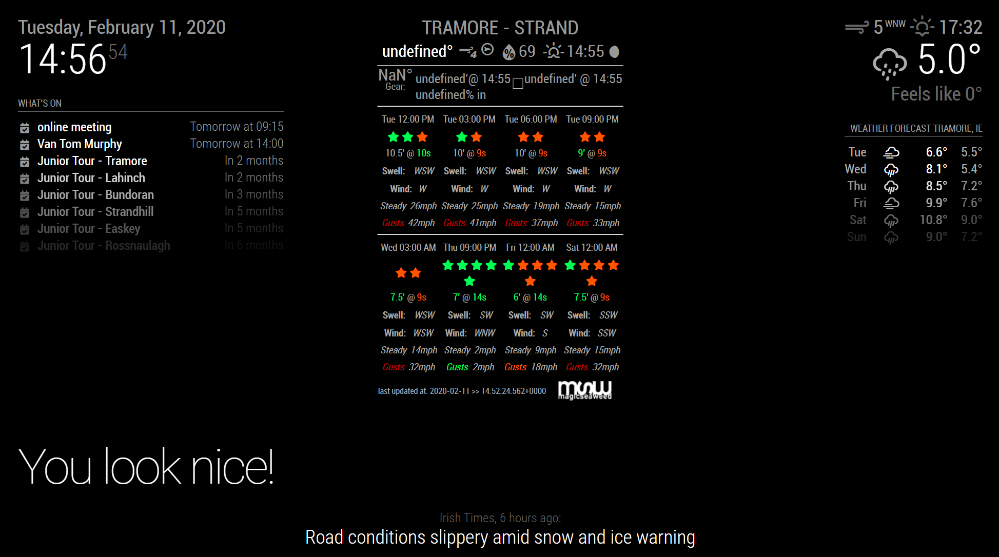 Tuesday, February 11, 2020
14:56 54
WHAT'S ON
online meeting Tomorrow at 09:15
Van Tom Murphy Tomorrow at 14:00
Junior Tour - Tramore In 2 months
Junior Tour - Lahinch In 2 months
Junior Tour - Bundoran In 3 months
Junior Tour - Strandhill In 5 months
Junior Tour - Easkey In 5 months
Junior Tour - Rossnaulagh In 6 months
TRAMORE - STRAND
undefined° 4 % 69 14:55
NaN° undefined'@ 14:55 undefined' @ 14:55
Gear: undefined% in
Tue 12:00 PM Tue 03:00 PM Tue 06:00 PM Tue 09:00 PM
10.5' @ 10s 10' @ 9s 10' @ 9s 9' @ 9s
Swell: WSW Swell: WSW Swell: WSW Swell: WSW
Wind: W Wind: W Wind: W Wind: W
Steady: 26mph Steady: 25mph Steady: 19mph Steady: 15mph
Gusts: 42mph Gusts: 41mph Gusts: 37mph Gusts: 33mph
Wed 03:00 AM Thu 09:00 PM Fri 12:00 AM Sat 12:00 AM
7.5' @ 9s 7' @ 14s 6' @ 14s 7.5' @ 9s
Swell: WSW Swell: SW Swell: SW Swell: SSW
Wind: WSW Wind: WNW Wind: S Wind: SSW
Steady: 14mph Steady: 2mph Steady: 9mph Steady: 15mph
Gusts: 32mph Gusts: 2mph Gusts: 18mph Gusts: 32mph
last updated at: 2020-02-11 >> 14:52:24.562+0000
msw
magicseaweed
5 WNW 17:32
5.0°
Feels like 0°
WEATHER FORECAST TRAMORE, IE
Tue 6.6° 5.5°
Wed 8.1° 5.4°
Thu 8.5° 7.2°
Fri 9.9° 7.6°
Sat 10.8° 9.0°
Sun 9.0° 7.2°
You look nice!
Irish Times, 6 hours ago:
Road conditions slippery amid snow and ice warning